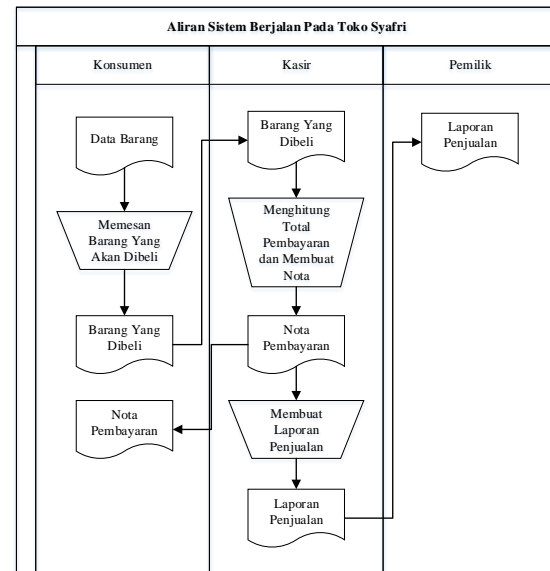 Aliran Sistem Berjalan Pada Toko Syafri
Konsumen
Kasir
Pemilik
Data Barang
Memesan
Barang Yang
Akan Dibeli
Barang Yang
Dibeli
Nota
Pembayaran
Barang Yang
Dibeli
Menghitung
Total
Pembayaran
dan Membuat
Nota
Nota
Pembayaran
Membuat
Laporan
Penjualan
Laporan
Penjualan
Laporan
Penjualan